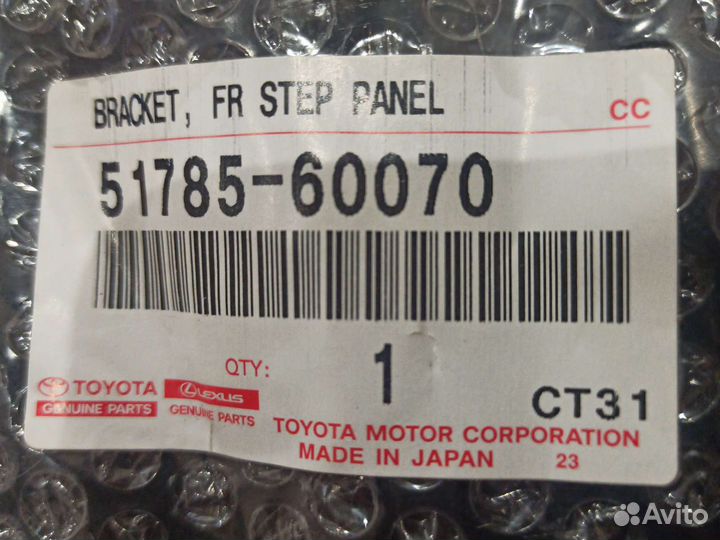 BRACKET, FR STEP PANEL
CC
51785-60070
QTY: 1
TOYOTA
GENUINE PARTS
LEXUS
GENUINE PARTS
CT31
TOYOTA MOTOR CORPORATION
MADE IN JAPAN 23
Avito